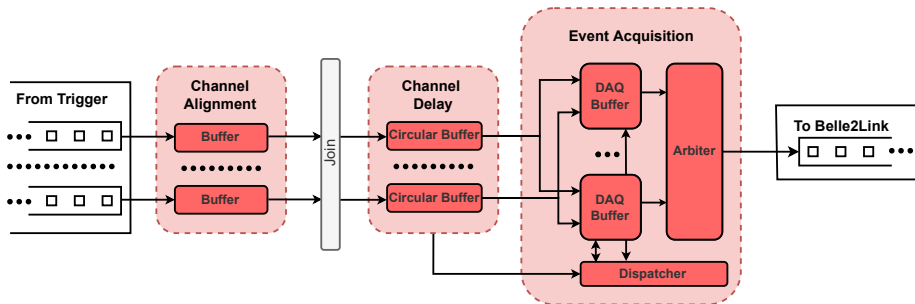 From Trigger
Channel
Alignment
Buffer
Buffer
Join
Channel
Delay
Circular Buffer
Circular Buffer
Event Acquisition
DAQ
Buffer
DAQ
Buffer
Arbiter
Dispatcher
To Belle2Link